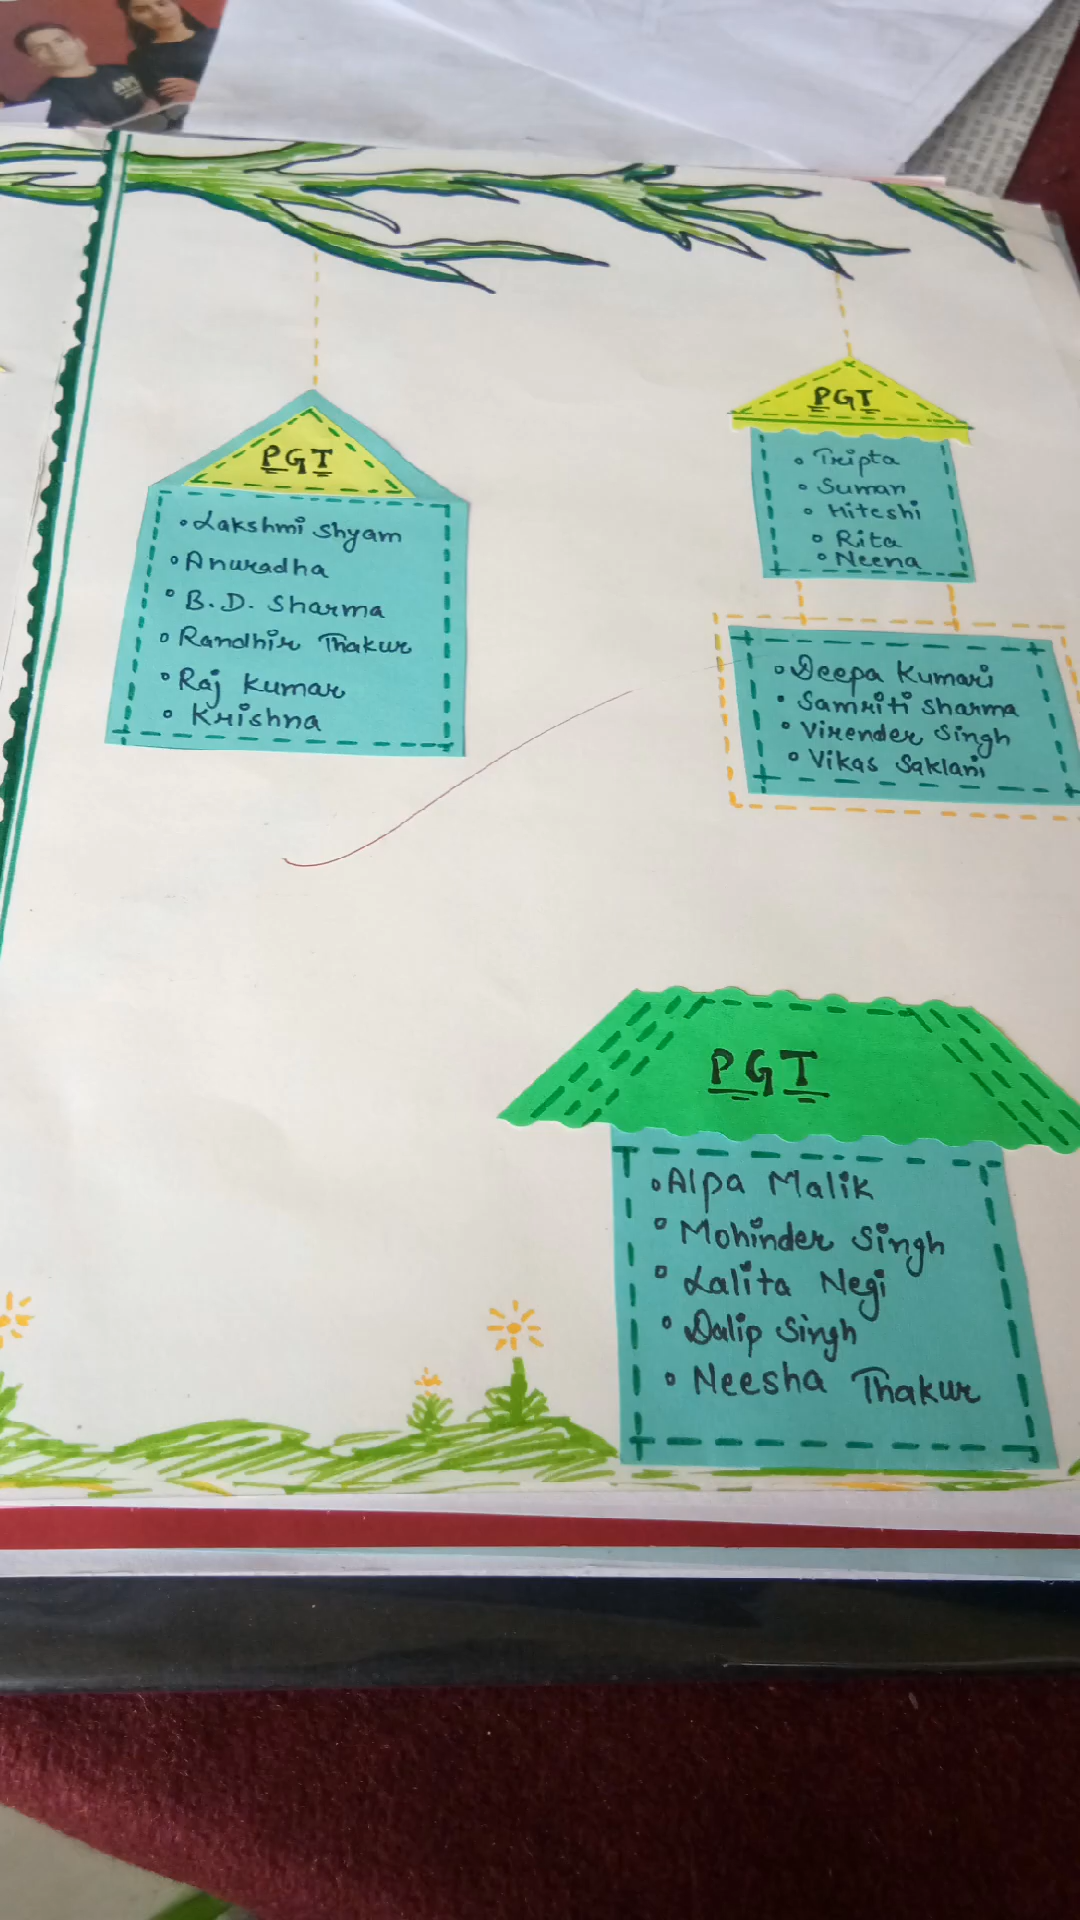 PGT
• Lakshmi Shyam
• Anuradha
• B. D. Sharma
• Randhir Thakur
• Raj Kumar
• Krishna
PGT
• Tripta
• Suman
• Hiteshi
• Rita
• Neena
• Deepa Kumari
• Samriti Sharma
• Virender Singh
• Vikas Saklani
PGT
• Alpa Malik
• Mohinder Singh
• Lalita Negi
• Dalip Singh
• Neesha Thakur